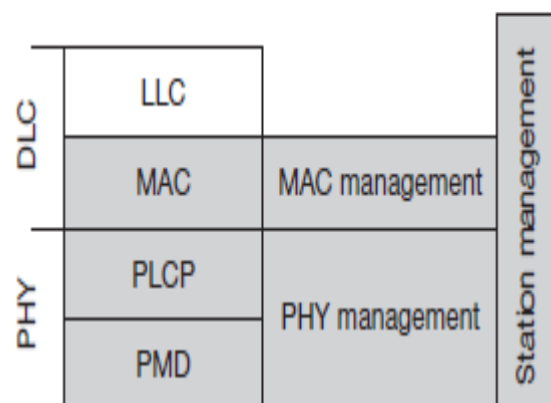 DLC
LLC
MAC
MAC management
PHY
PLCP
PHY management
PMD
Station management